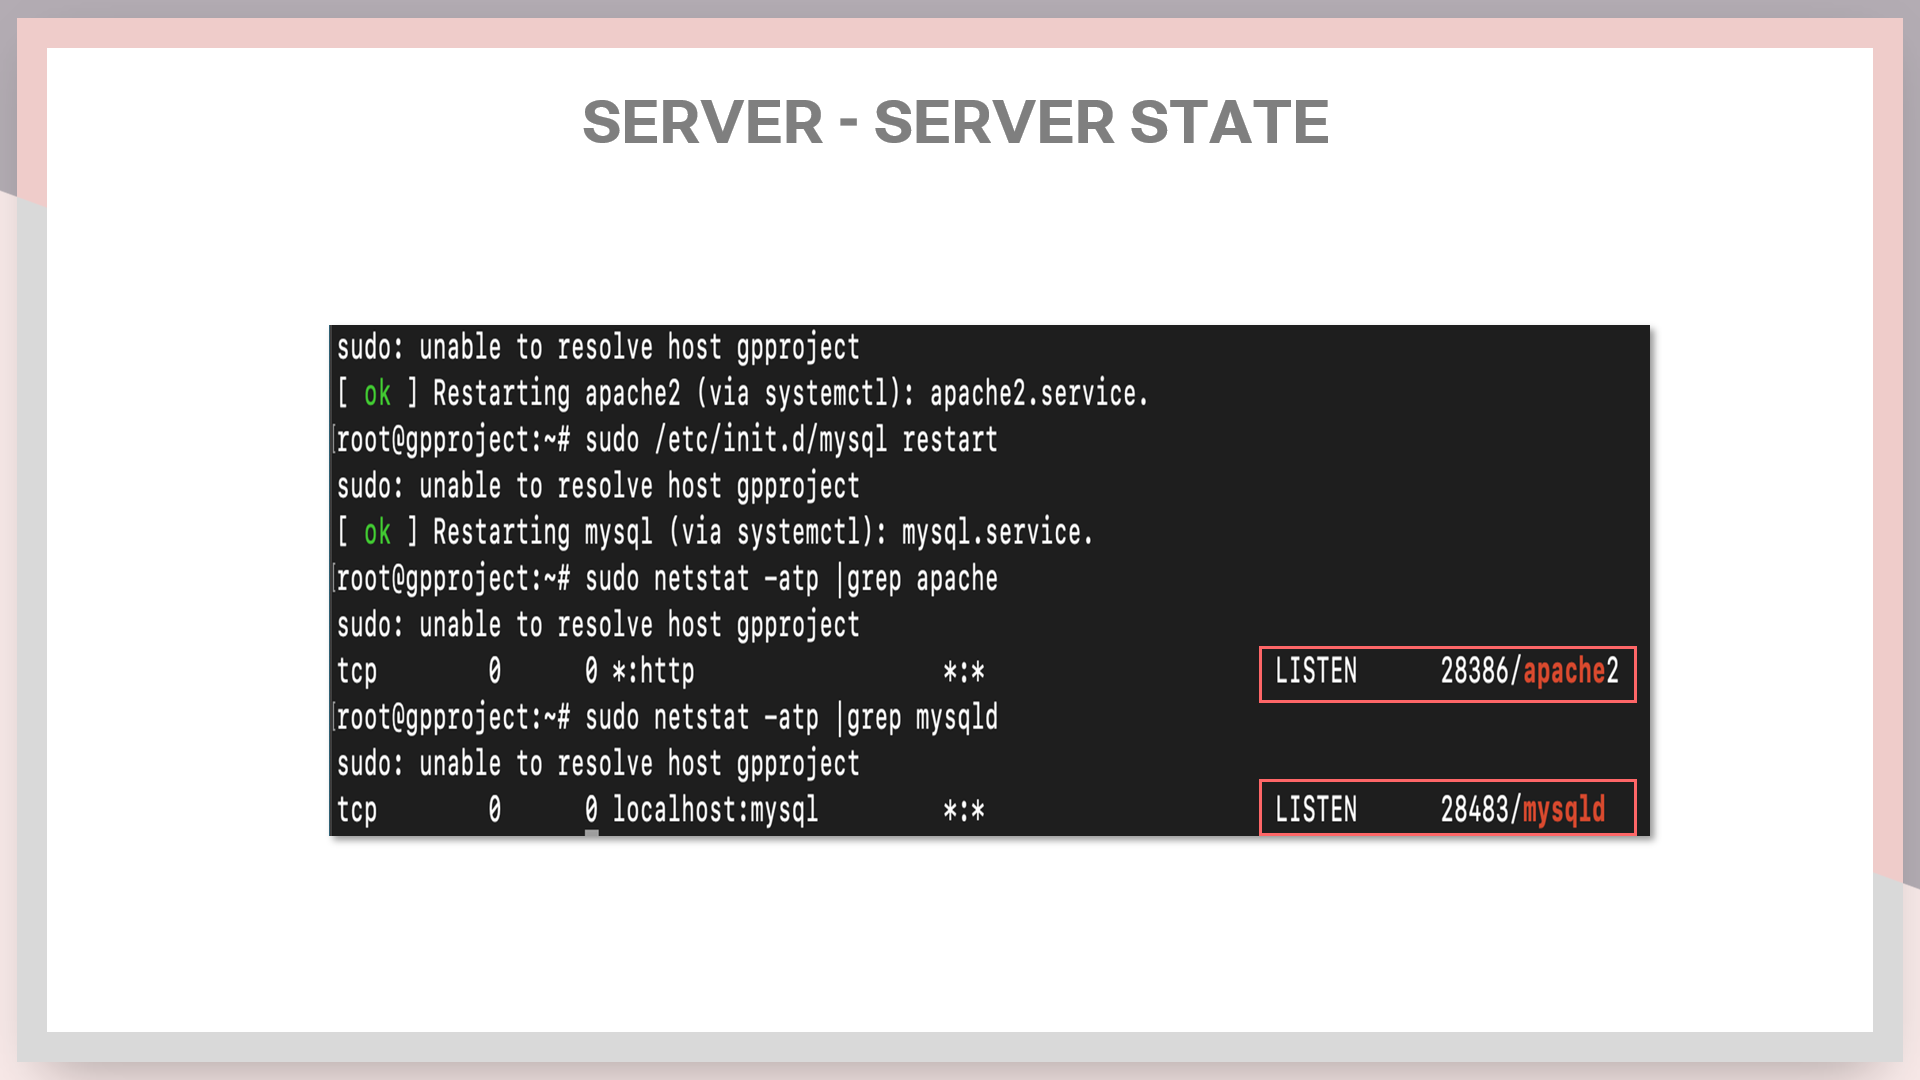 SERVER - SERVER STATE
sudo: unable to resolve host gpproject
[ ok ] Restarting apache2 (via systemctl): apache2.service.
[root@gpproject:~# sudo /etc/init.d/mysql restart
sudo: unable to resolve host gpproject
[ ok ] Restarting mysql (via systemctl): mysql.service.
[root@gpproject:~# sudo netstat -atp |grep apache
sudo: unable to resolve host gpproject
tcp        0      0 *:http                  *:*                     LISTEN      28386/apache2
[root@gpproject:~# sudo netstat -atp |grep mysqld
sudo: unable to resolve host gpproject
tcp        0      0 localhost:mysql         *:*                     LISTEN      28483/mysqld